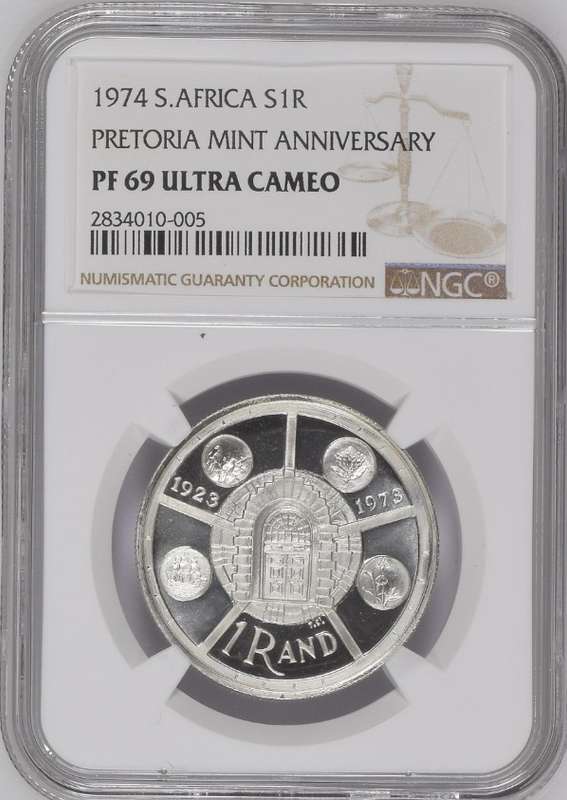 1974 S.AFRICA S1R
PRETORIA MINT ANNIVERSARY
PF 69 ULTRA CAMEO
2834010-005
NUMISMATIC GUARANTY CORPORATION
NGC®
1923
1973
1 RAND